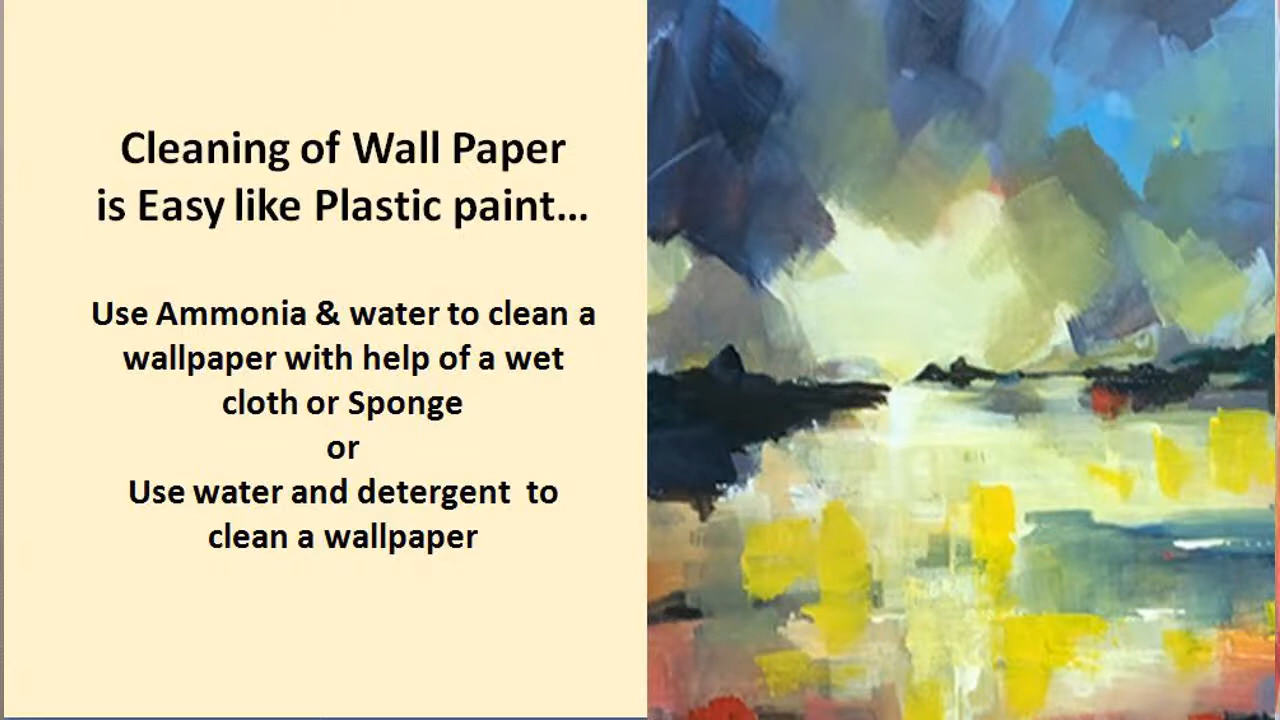 Cleaning of Wall Paper
is Easy like Plastic paint...
Use Ammonia & water to clean a
wallpaper with help of a wet
cloth or Sponge
or
Use water and detergent  to
clean a wallpaper